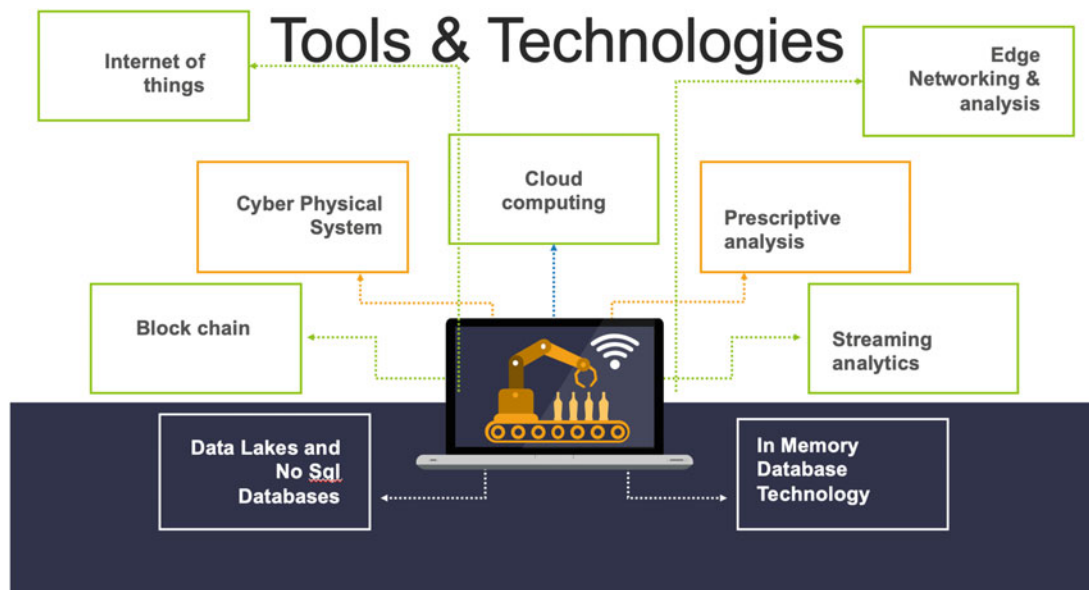 Tools & Technologies
Internet of
things
Edge
Networking &
analysis
Cloud
computing
Cyber Physical
System
Prescriptive
analysis
Block chain
Streaming
analytics
Data Lakes and
No Sql
Databases
In Memory
Database
Technology